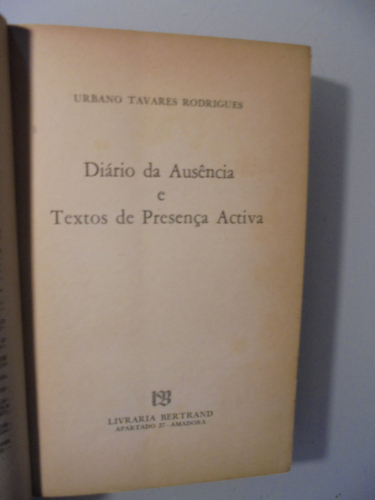 URBANO TAVARES RODRIGUES
Diário da Ausência
e
Textos de Presença Activa
LIVRARIA BERTRAND
APARTADO 37–AMADORA